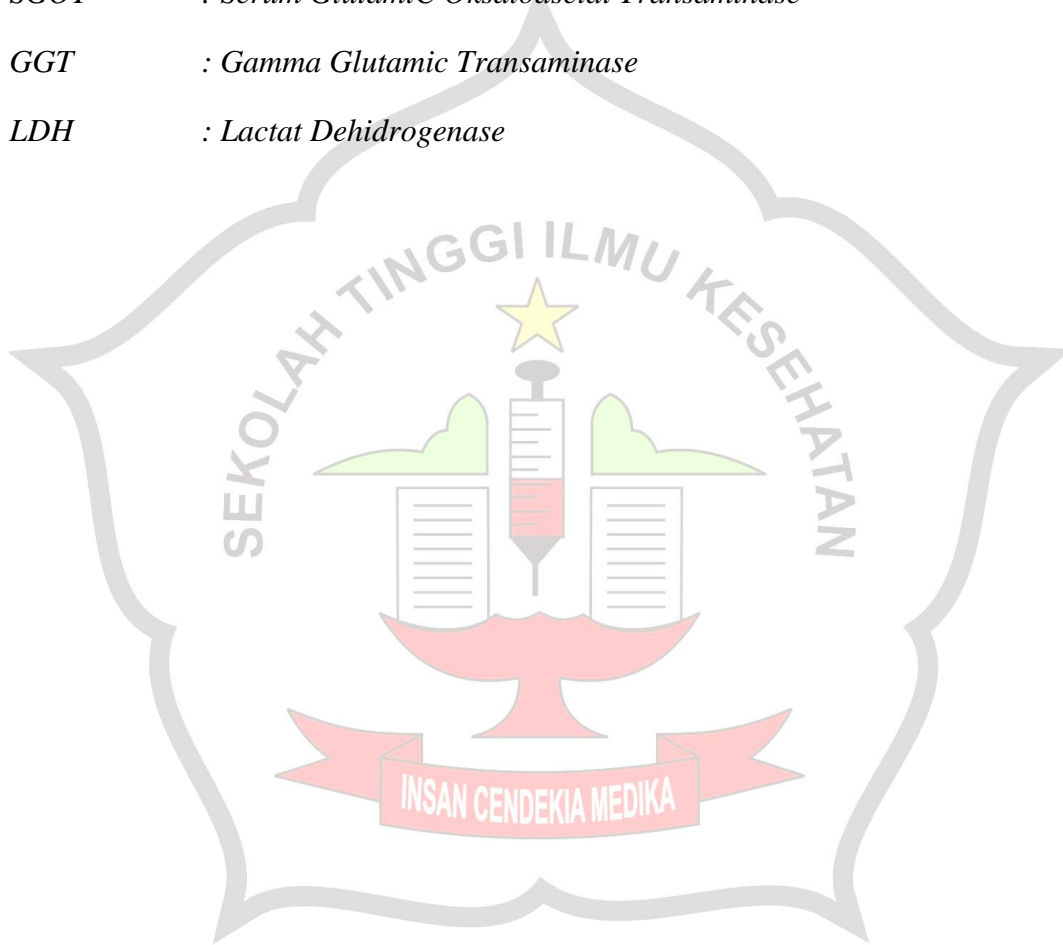 GGT : Gamma Glutamic Transaminase
LDH : Lactat Dehidrogenase
SEKOLAH TINGGI ILMU KESEHATAN
INSAN CENDEKIA MEDIKA